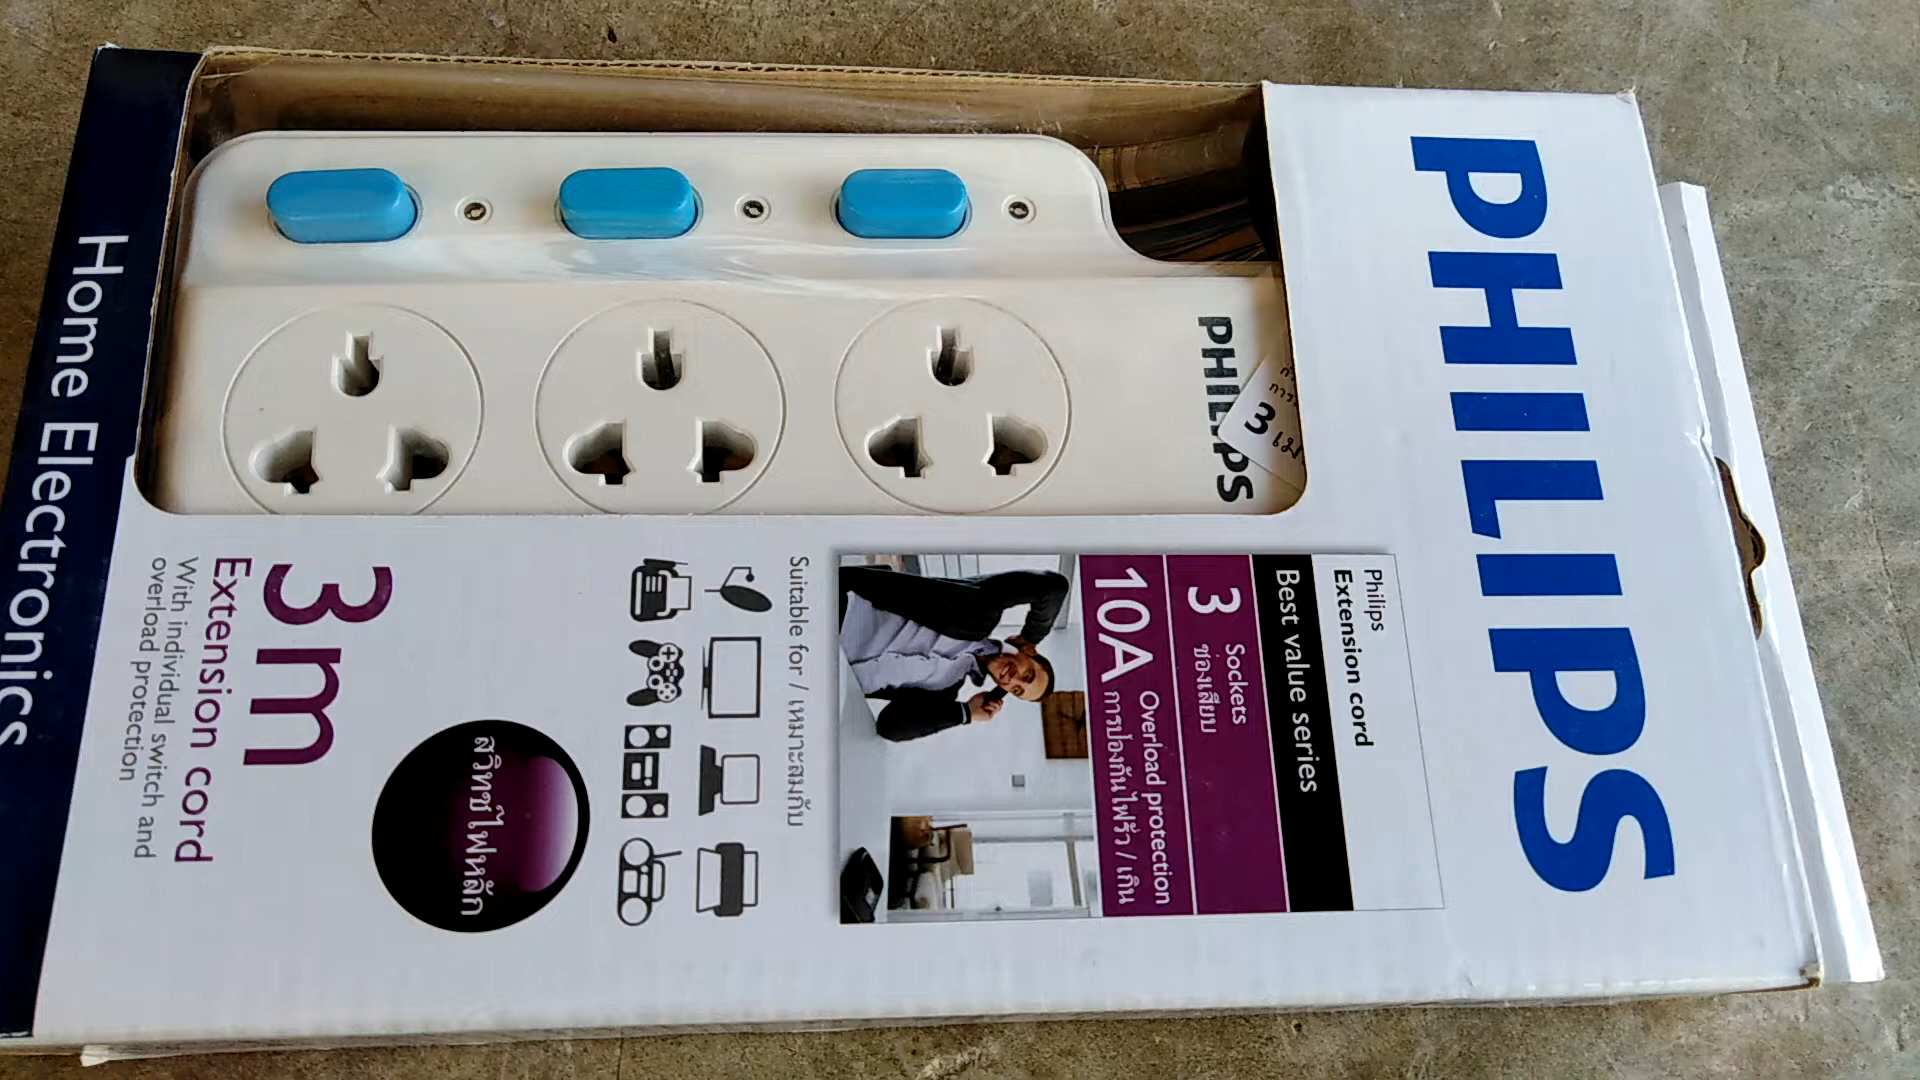 PHILIPS
Philips
Extension cord
Best value series
3 Sockets
ช่องเสียบ
10A Overload protection
การป้องกันไฟรั่ว / เกิน
Suitable for / เหมาะสมกับ
สวิทช์ไฟหลัก
3m
Extension cord
With individual switch and
overload protection
Home Electronics
PHILIPS
3